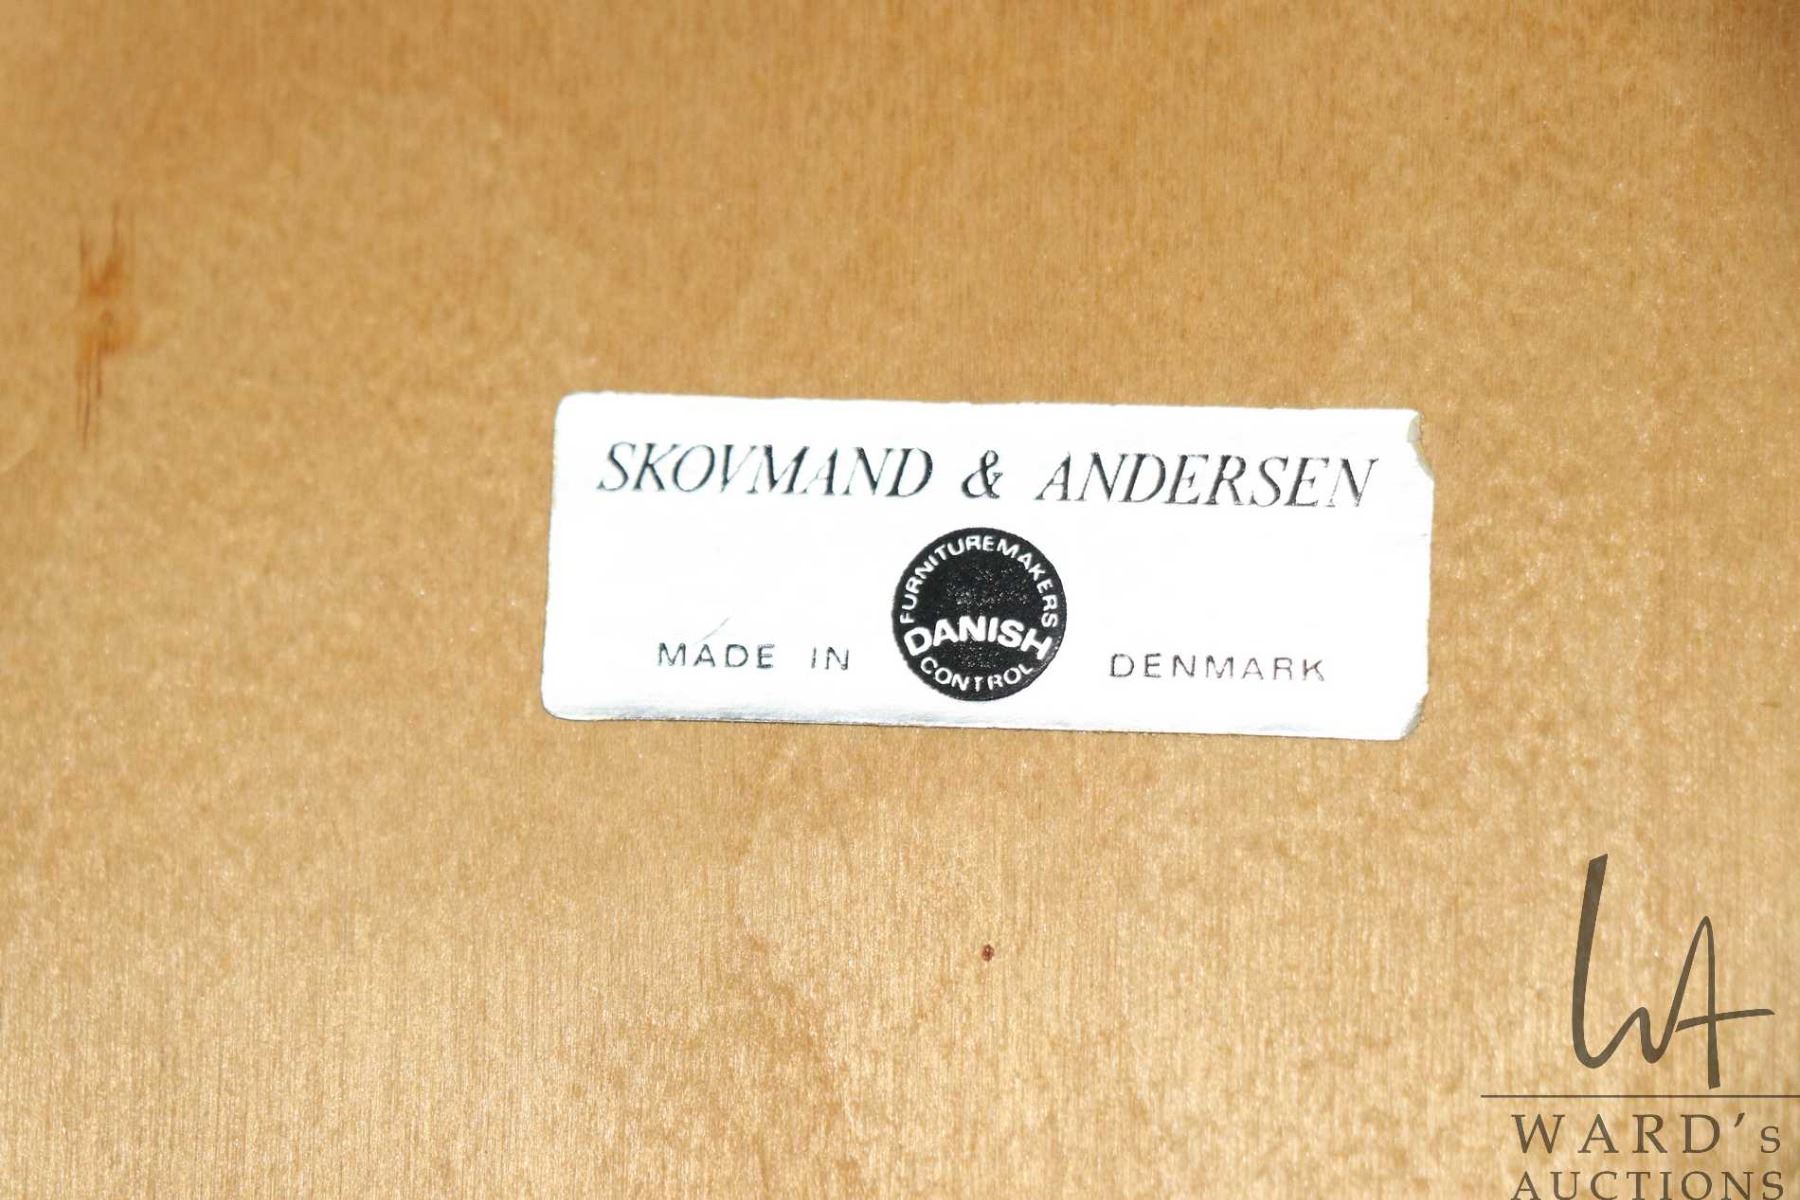 SKOVMAND & ANDERSEN
FURNITUREMAKERS
DANISH
CONTROL
MADE IN DENMARK
WARD's
AUCTIONS